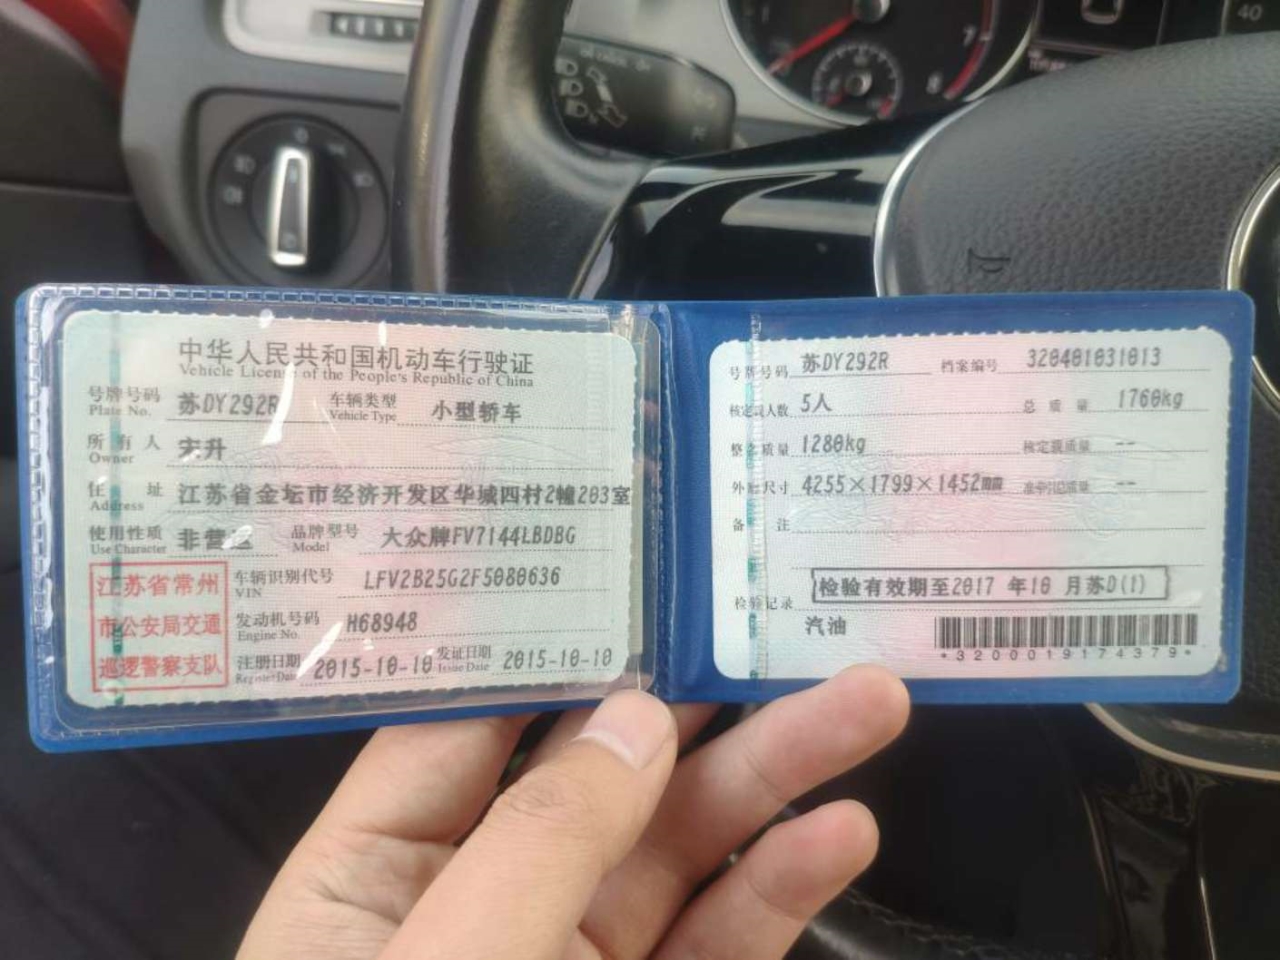 中华人民共和国机动车行驶证
Vehicle License of the People's Republic of China
号牌号码 苏DY292R 车辆类型 小型轿车
Plate No. Vehicle Type
所有人 宋升
Owner
住址 江苏省金坛市经济开发区华城四村2幢203室
Address
使用性质 非营运 品牌型号 大众牌FV7144LBDBG
Use Character Model
江苏省常州
市公安局交通
巡逻警察支队
车辆识别代号 LFV2B25G2F5080636
VIN
发动机号码 H68948
Engine No.
注册日期 2015-10-10 发证日期 2015-10-10
Register Date Issue Date
号牌号码 苏DY292R 档案编号 320401031013
核定载人数 5人 总质量 1760kg
整备质量 1280kg 核定载质量 --
外廓尺寸 4255×1799×1452mm 准牵引总质量 --
备注
检验记录 检验有效期至2017 年10 月苏D(1)
汽油
*3200019174379*
7
8
40